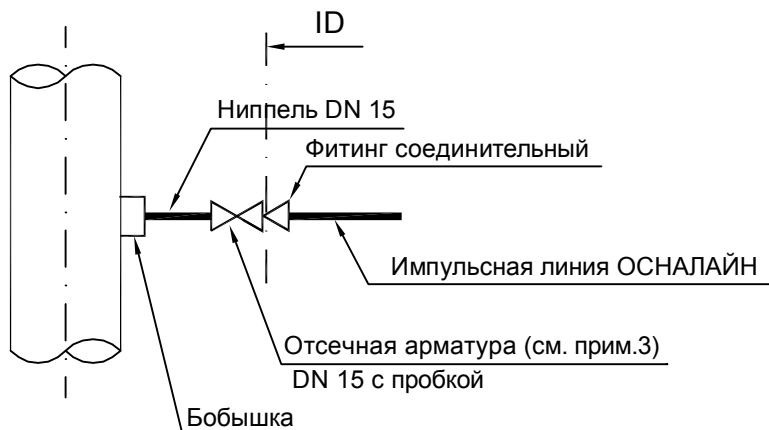 ID
Ниппель DN 15
Фитинг соединительный
Импульсная линия ОСНАЛАЙН
Отсечная арматура (см. прим.3)
DN 15 с пробкой
Бобышка